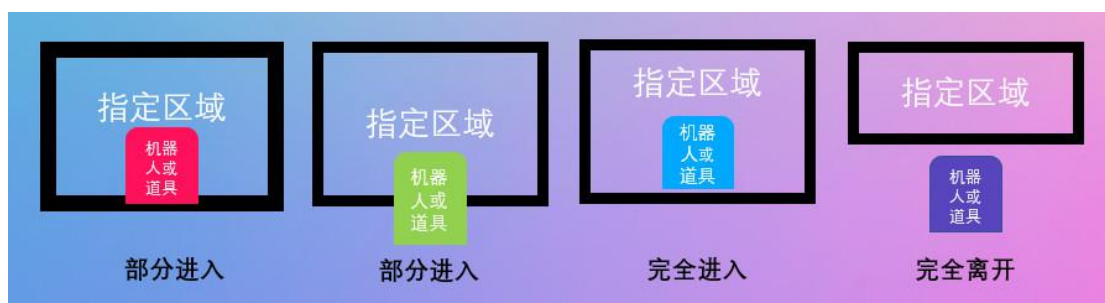 指定区域
机器
人或
道具
部分进入
指定区域
机器
人或
道具
部分进入
指定区域
机器
人或
道具
完全进入
指定区域
机器
人或
道具
完全离开